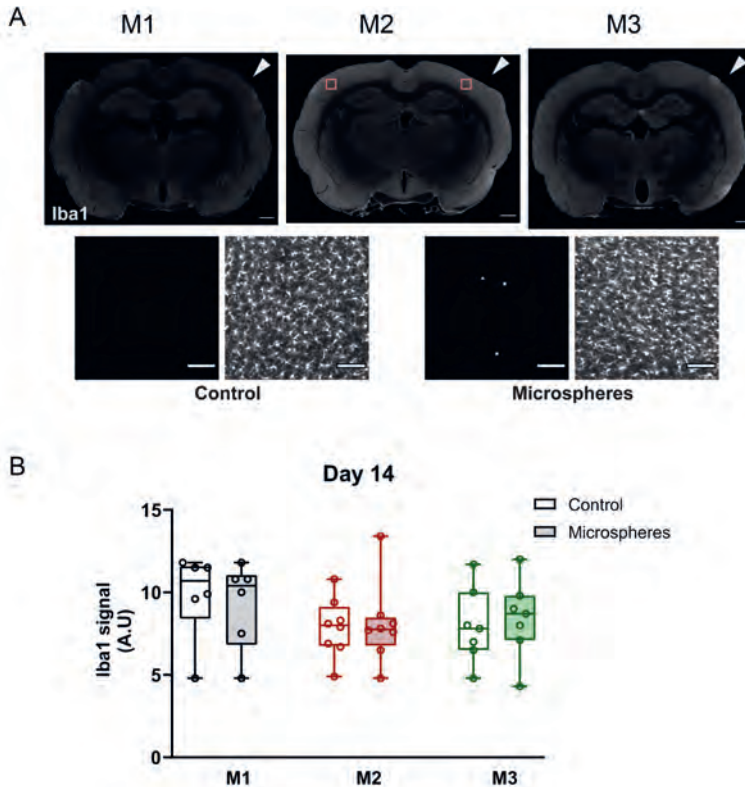 A
M1 M2 M3
Iba1
Control Microspheres
B
Day 14
Control
Microspheres
Iba1 signal
(A.U)
15
10
5
0
M1 M2 M3